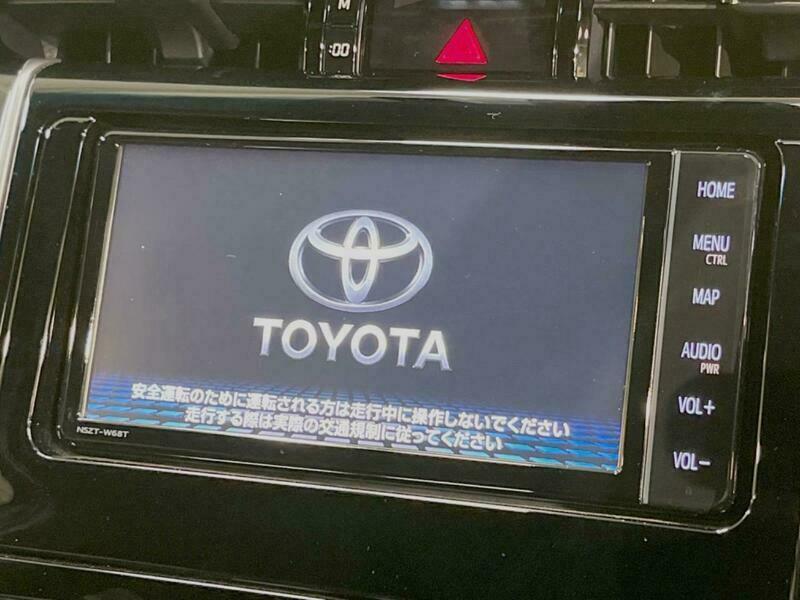 M
:00
HOME
MENU
CTRL
MAP
AUDIO
PWR
VOL+
VOL-
TOYOTA
安全運転のために運転される方は走行中に操作しないでください
走行する際は実際の交通規制に従ってください
NSZT-W68T